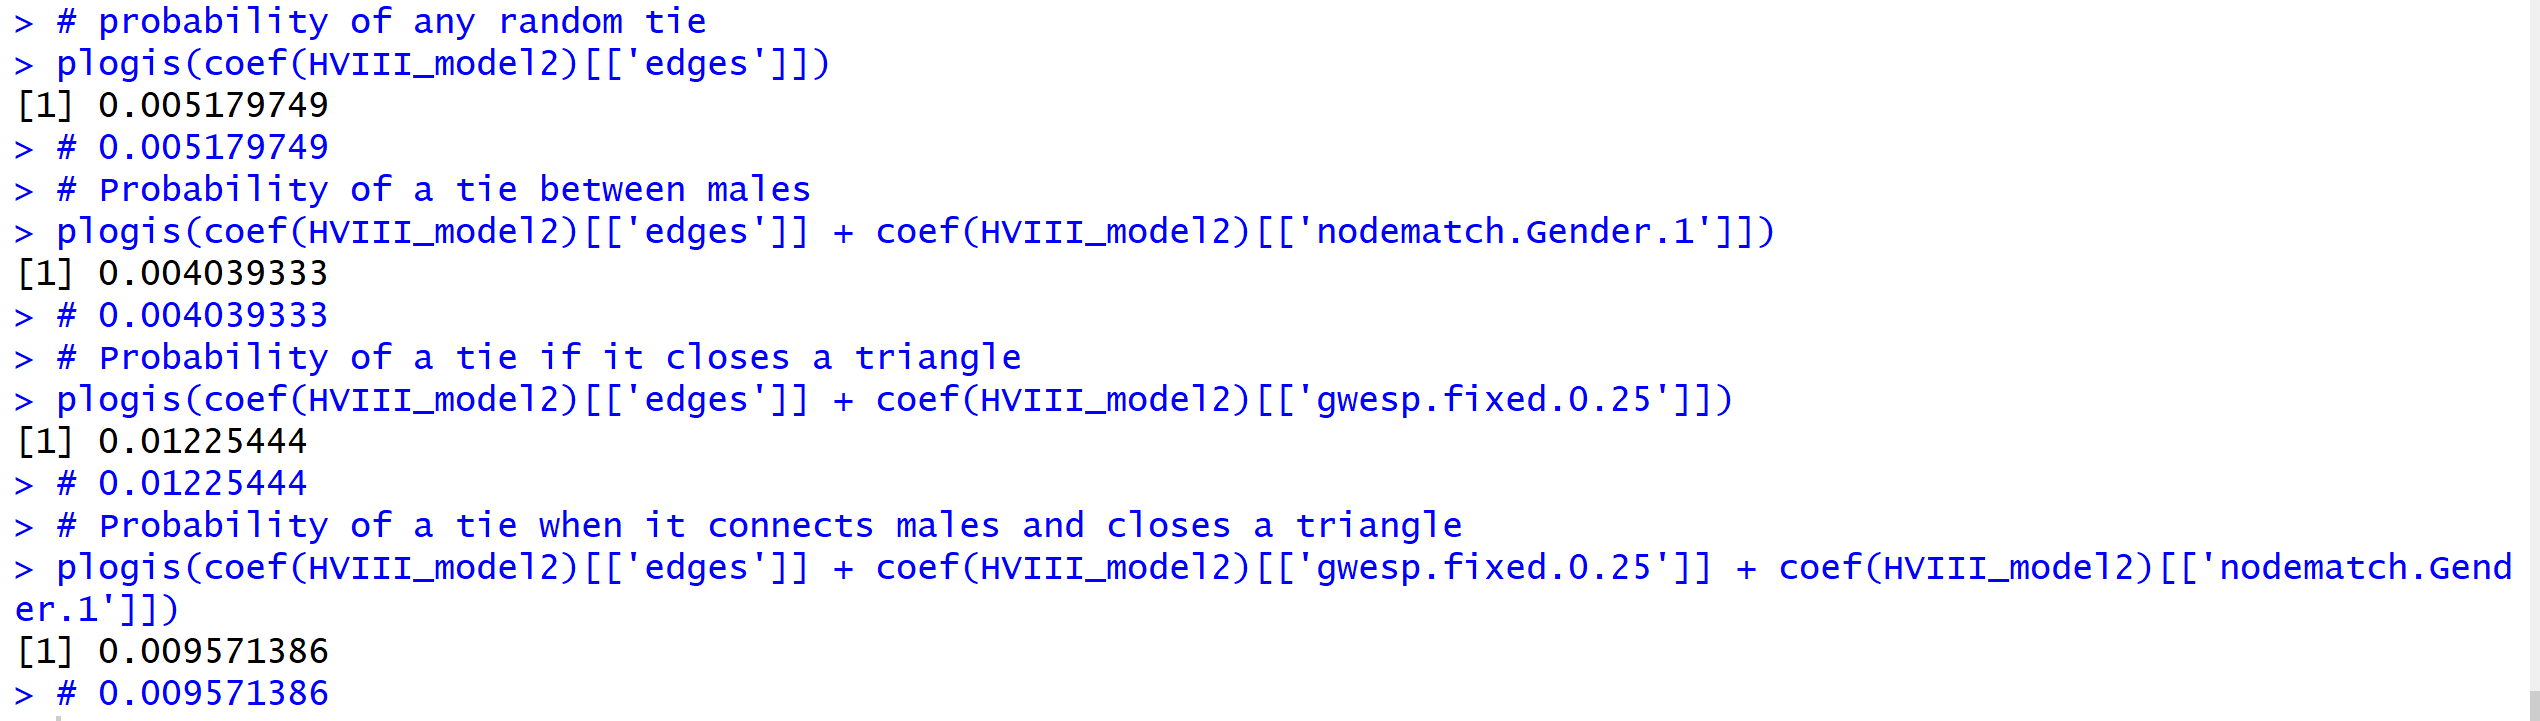 > # probability of any random tie
> plogis(coef(HVIII_model2)[['edges']])
[1] 0.005179749
> # 0.005179749
> # Probability of a tie between males
> plogis(coef(HVIII_model2)[['edges']] + coef(HVIII_model2)[['nodematch.Gender.1']])
[1] 0.004039333
> # 0.004039333
> # Probability of a tie if it closes a triangle
> plogis(coef(HVIII_model2)[['edges']] + coef(HVIII_model2)[['gwesp.fixed.0.25']])
[1] 0.01225444
> # 0.01225444
> # Probability of a tie when it connects males and closes a triangle
> plogis(coef(HVIII_model2)[['edges']] + coef(HVIII_model2)[['gwesp.fixed.0.25']] + coef(HVIII_model2)[['nodematch.Gend
er.1']])
[1] 0.009571386
> # 0.009571386